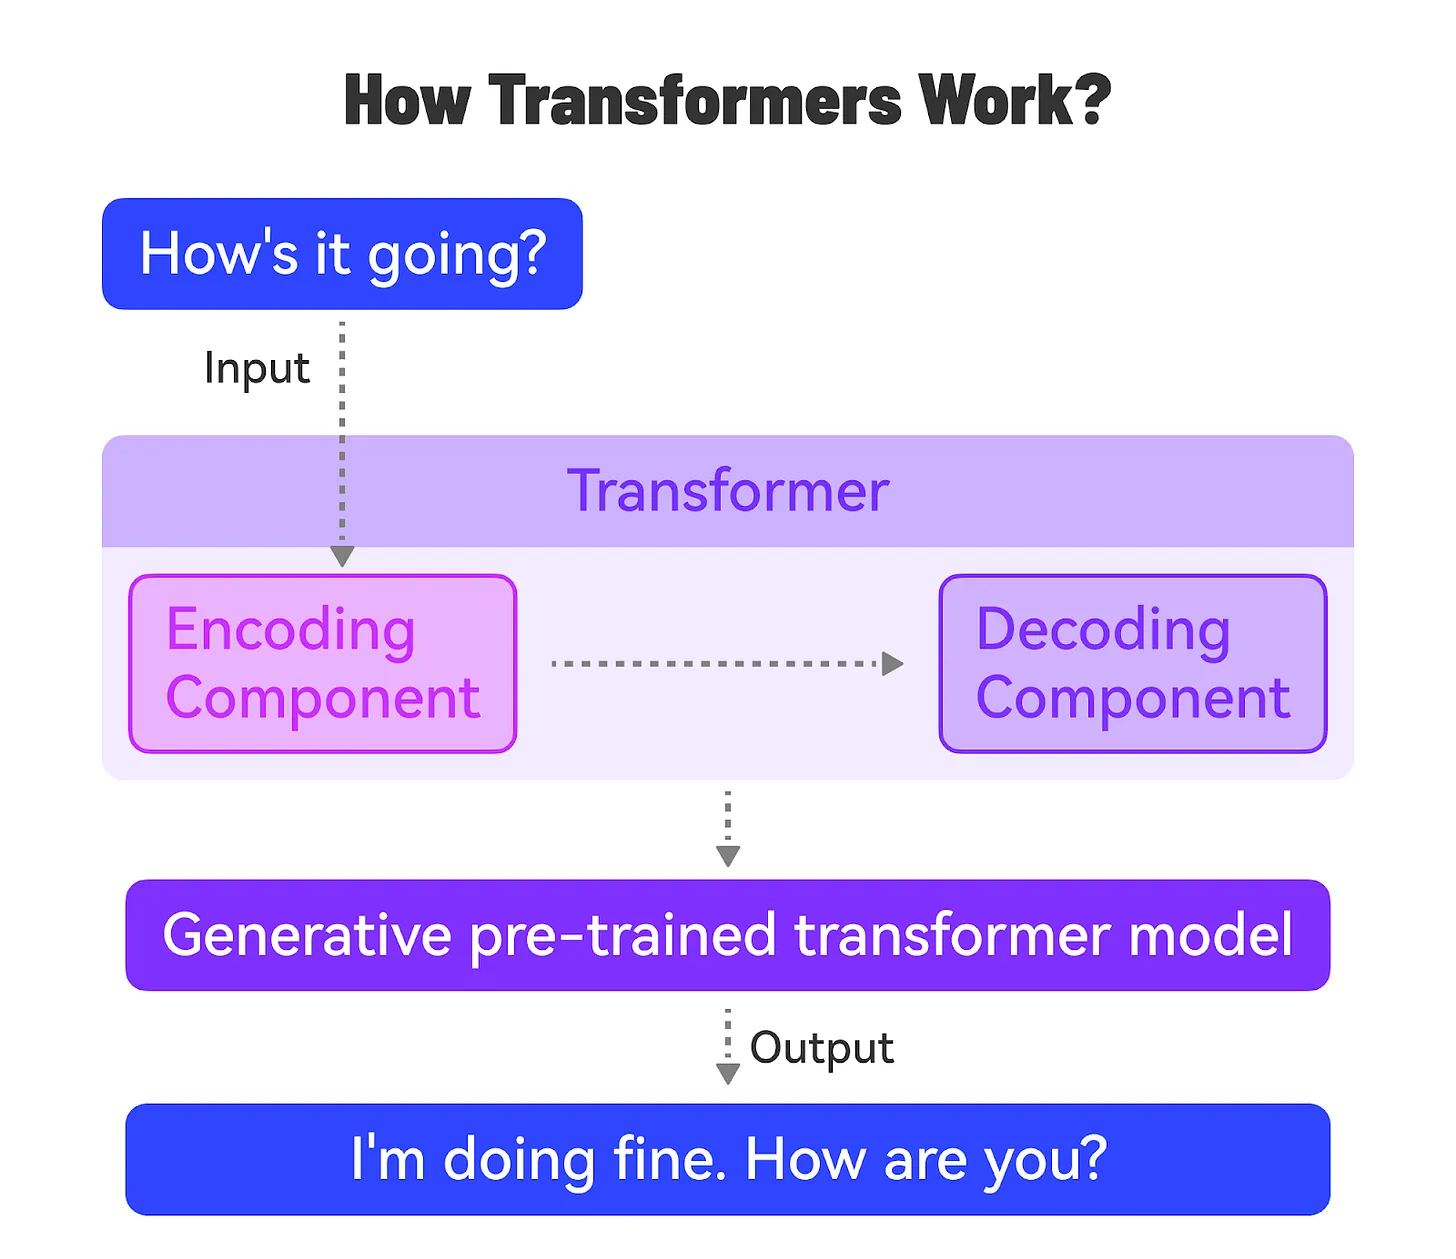 How Transformers Work?
How's it going?
Input
Transformer
Encoding
Component
Decoding
Component
Generative pre-trained transformer model
Output
I'm doing fine. How are you?